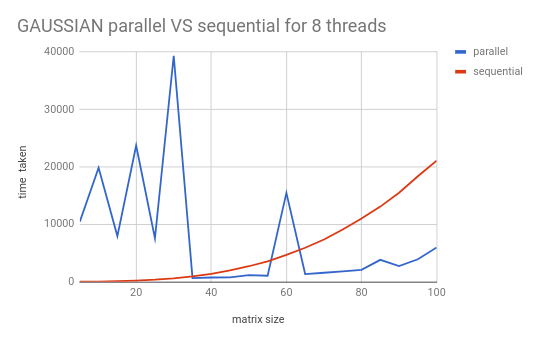 GAUSSIAN parallel VS sequential for 8 threads
parallel
sequential
40000
30000
20000
10000
0
time taken
20
40
60
80
100
matrix size